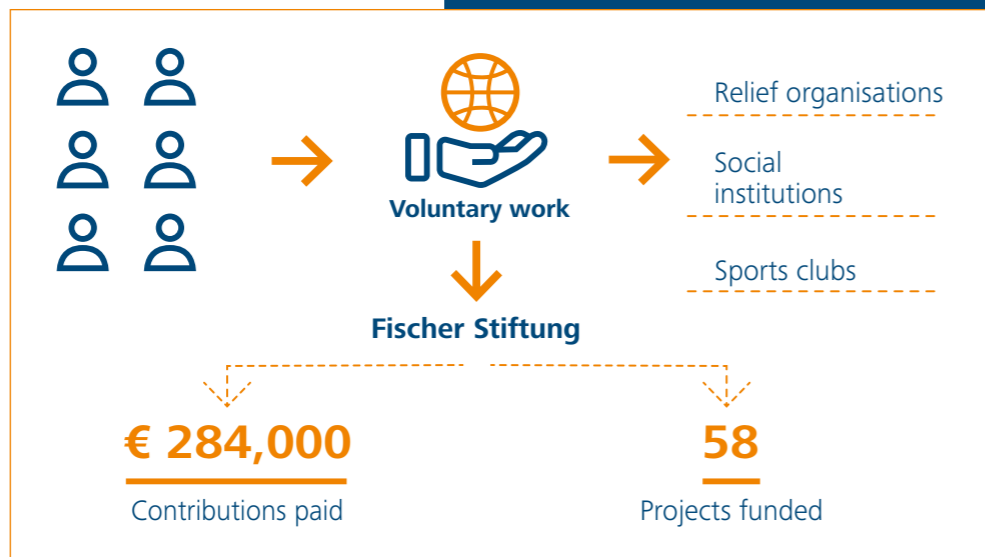 Relief organisations
Social
institutions
Sports clubs
Voluntary work
Fischer Stiftung
€ 284,000
Contributions paid
58
Projects funded